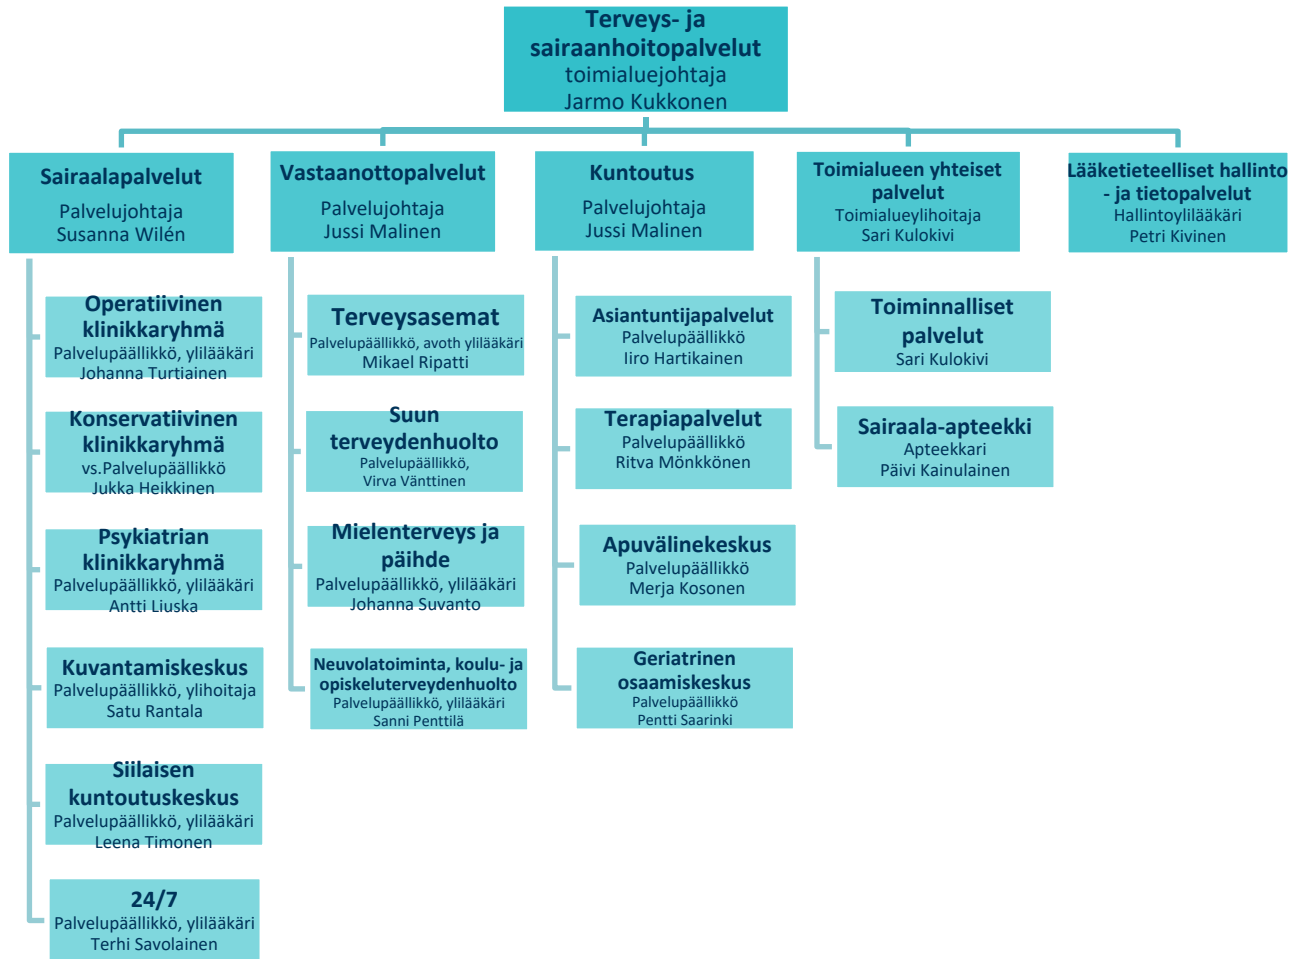 Terveys- ja
sairaanhoitopalvelut
toimialuejohtaja
Jarmo Kukkonen
Sairaalapalvelut
Palvelujohtaja
Susanna Wilén
Operatiivinen
klinikkaryhmä
Palvelupäällikkö, ylilääkäri
Johanna Turtiainen
Konservatiivinen
klinikkaryhmä
vs.Palvelupäällikkö
Jukka Heikkinen
Psykiatrian
klinikkaryhmä
Palvelupäällikkö, ylilääkäri
Antti Liuska
Kuvantamiskeskus
Palvelupäällikkö, ylihoitaja
Satu Rantala
Siilaisen
kuntoutuskeskus
Palvelupäällikkö, ylilääkäri
Leena Timonen
24/7
Palvelupäällikkö, ylilääkäri
Terhi Savolainen
Vastaanottopalvelut
Palvelujohtaja
Jussi Malinen
Terveysasemat
Palvelupäällikkö, avoth ylilääkäri
Mikael Ripatti
Suun
terveydenhuolto
Palvelupäällikkö,
Virva Vänttinen
Mielenterveys ja
päihde
Palvelupäällikkö, ylilääkäri
Johanna Suvanto
Neuvolatoiminta, koulu- ja
opiskeluterveydenhuolto
Palvelupäällikkö, ylilääkäri
Sanni Penttilä
Kuntoutus
Palvelujohtaja
Jussi Malinen
Asiantuntijapalvelut
Palvelupäällikkö
Iiro Hartikainen
Terapiapalvelut
Palvelupäällikkö
Ritva Mönkkönen
Apuvälinekeskus
Palvelupäällikkö
Merja Kosonen
Geriatrinen
osaamiskeskus
Palvelupäällikkö
Pentti Saarinki
Toimialueen yhteiset
palvelut
Toimialueylihoitaja
Sari Kulokivi
Toiminnalliset
palvelut
Sari Kulokivi
Sairaala-apteekki
Apteekkari
Päivi Kainulainen
Lääketieteelliset hallinto
- ja tietopalvelut
Hallintoylilääkäri
Petri Kivinen